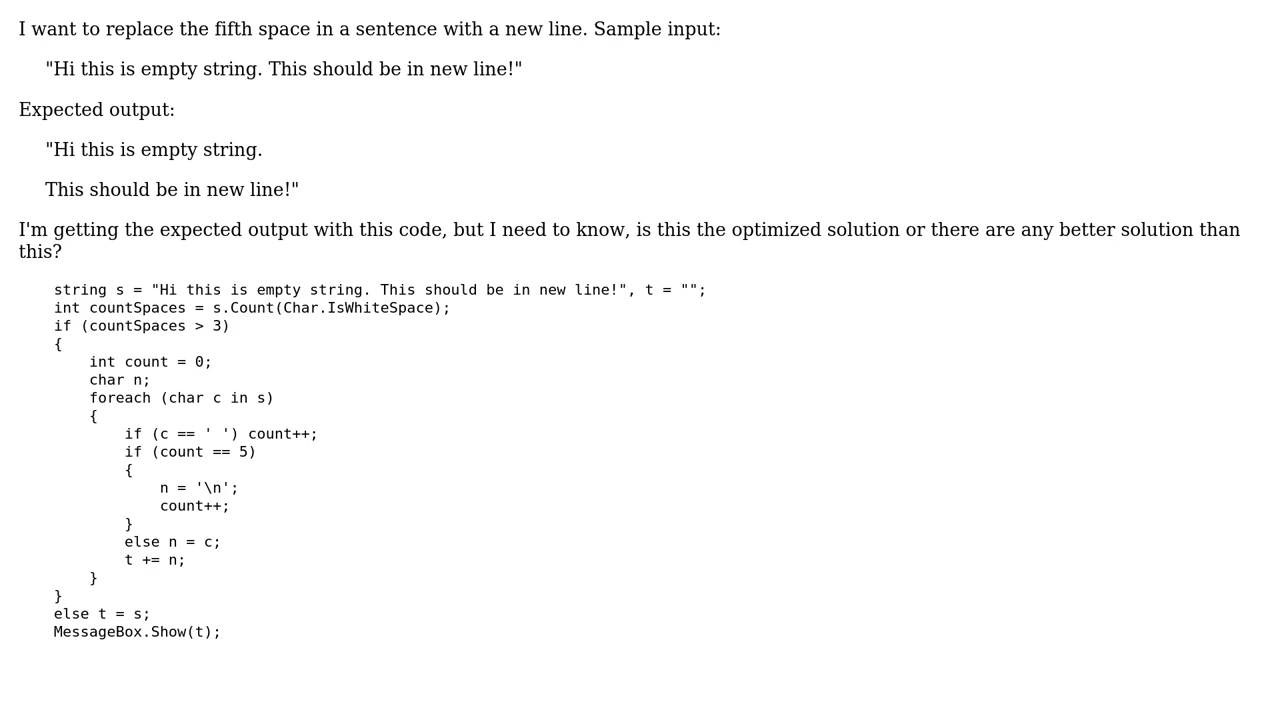 I want to replace the fifth space in a sentence with a new line. Sample input:
"Hi this is empty string. This should be in new line!"
Expected output:
"Hi this is empty string.
This should be in new line!"
I'm getting the expected output with this code, but I need to know, is this the optimized solution or there are any better solution than
this?
string s = "Hi this is empty string. This should be in new line!", t = "";
int countSpaces = s.Count(Char.IsWhiteSpace);
if (countSpaces > 3)
{
    int count = 0;
    char n;
    foreach (char c in s)
    {
        if (c == ' ') count++;
        if (count == 5)
        {
            n = '\n';
            count++;
        }
        else n = c;
        t += n;
    }
}
else t = s;
MessageBox.Show(t);